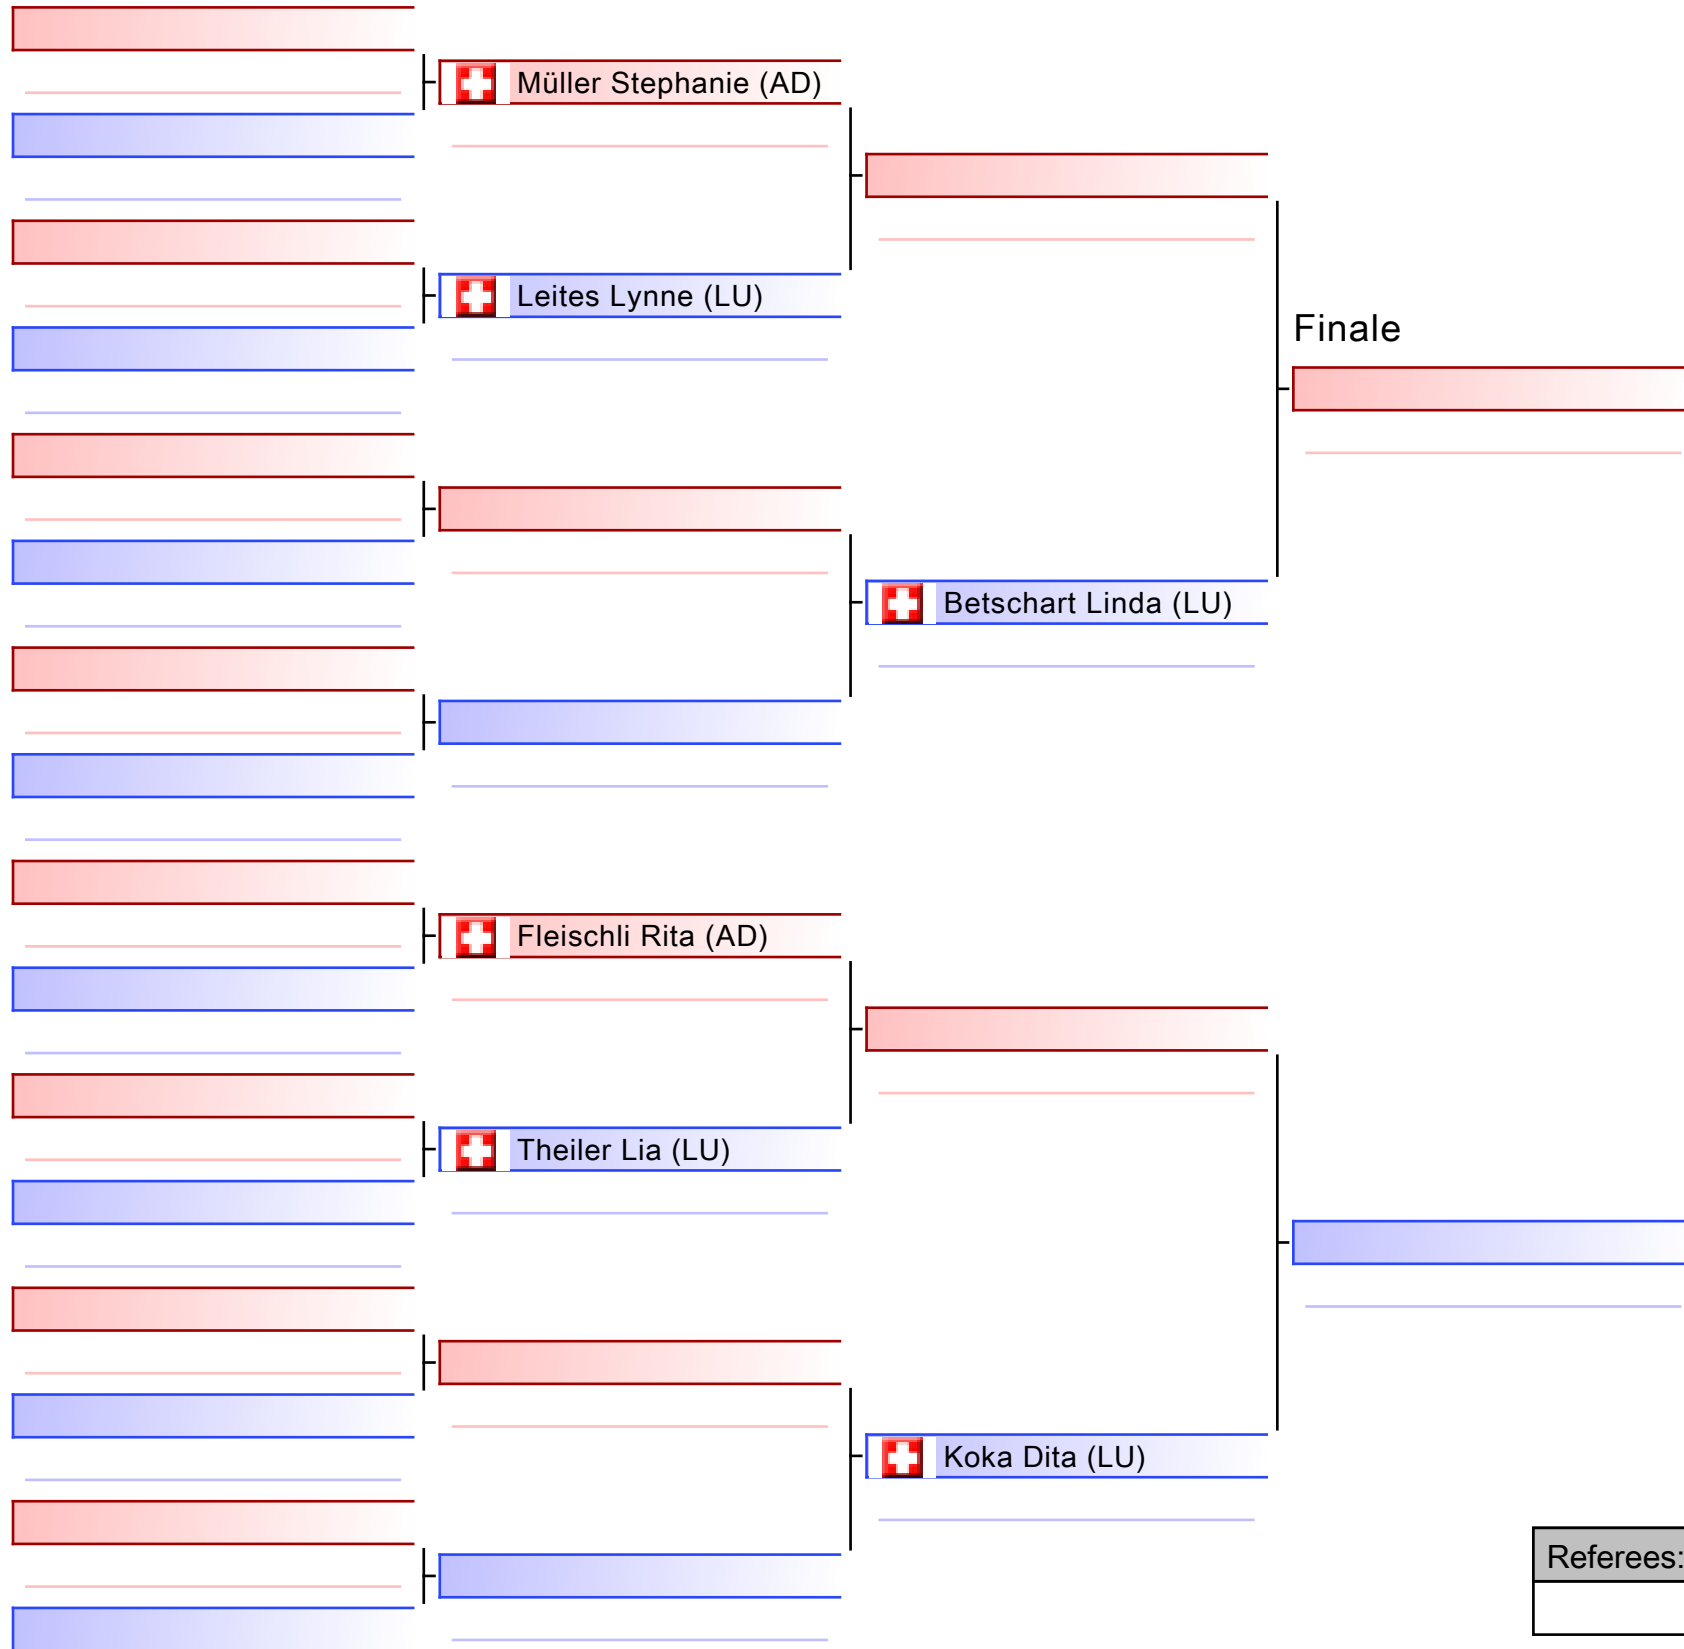 Müller Stephanie (AD)
Leites Lynne (LU)
Finale
Betschart Linda (LU)
Fleischli Rita (AD)
Theiler Lia (LU)
Koka Dita (LU)
Referees: